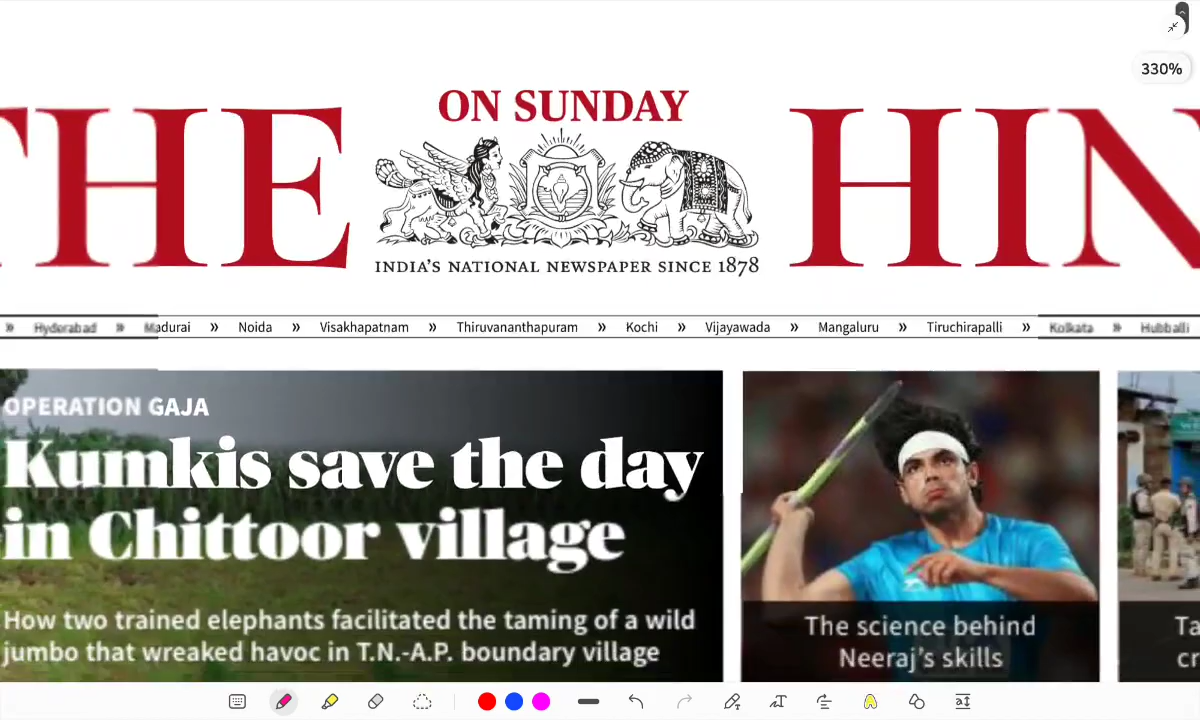 330%
ON SUNDAY
THE HIN
INDIA'S NATIONAL NEWSPAPER SINCE 1878
» Hyderabad » Madurai » Noida » Visakhapatnam » Thiruvananthapuram » Kochi » Vijayawada » Mangaluru » Tiruchirapalli » Kolkata » Hubballi
OPERATION GAJA
Kumkis save the day
in Chittoor village
How two trained elephants facilitated the taming of a wild
jumbo that wreaked havoc in T.N.-A.P. boundary village
The science behind
Neeraj's skills
Ta
cr